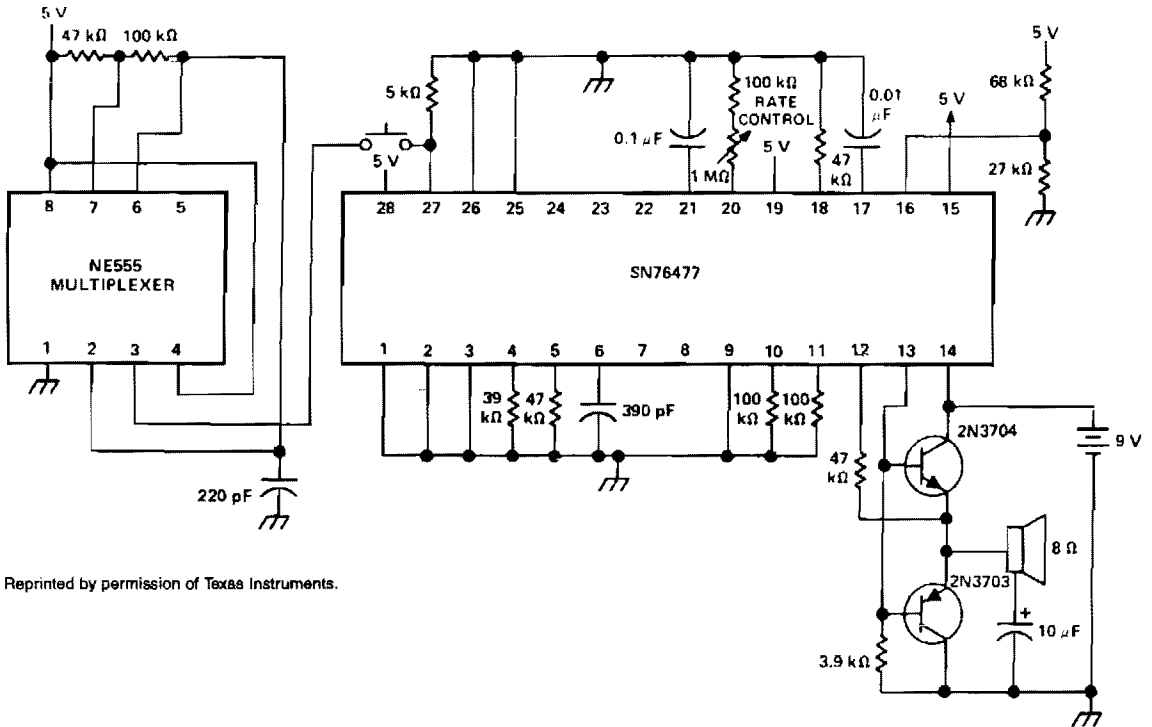 5 V
47 kΩ 100 kΩ
8 7 6 5
NE555
MULTIPLEXER
1 2 3 4
220 pF
5 kΩ
5 V
0.1 μF
100 kΩ
RATE
CONTROL
1 MΩ
5 V
47
kΩ
0.01
μF
5 V
5 V
68 kΩ
27 kΩ
28 27 26 25 24 23 22 21 20 19 18 17 16 15
SN76477
1 2 3 4 5 6 7 8 9 10 11 12 13 14
39
kΩ
47
kΩ
390 pF
100
kΩ
100
kΩ
47
kΩ
2N3704
9 V
8 Ω
2N3703
+
10 μF
3.9 kΩ
Reprinted by permission of Texas Instruments.